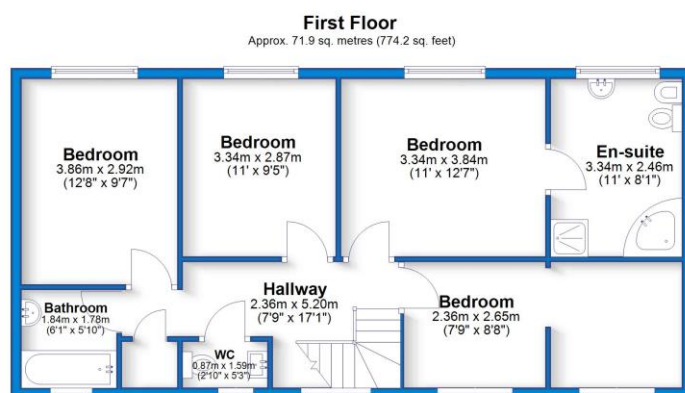 First Floor
Approx. 71.9 sq. metres (774.2 sq. feet)
Bedroom
3.86m x 2.92m
(12'8" x 9'7")
Bedroom
3.34m x 2.87m
(11' x 9'5")
Bedroom
3.34m x 3.84m
(11' x 12'7")
En-suite
3.34m x 2.46m
(11' x 8'1")
Bathroom
1.84m x 1.78m
(6'1" x 5'10")
Hallway
2.36m x 5.20m
(7'9" x 17'1")
Bedroom
2.36m x 2.65m
(7'9" x 8'8")
WC
0.87m x 1.59m
(2'10" x 5'3")